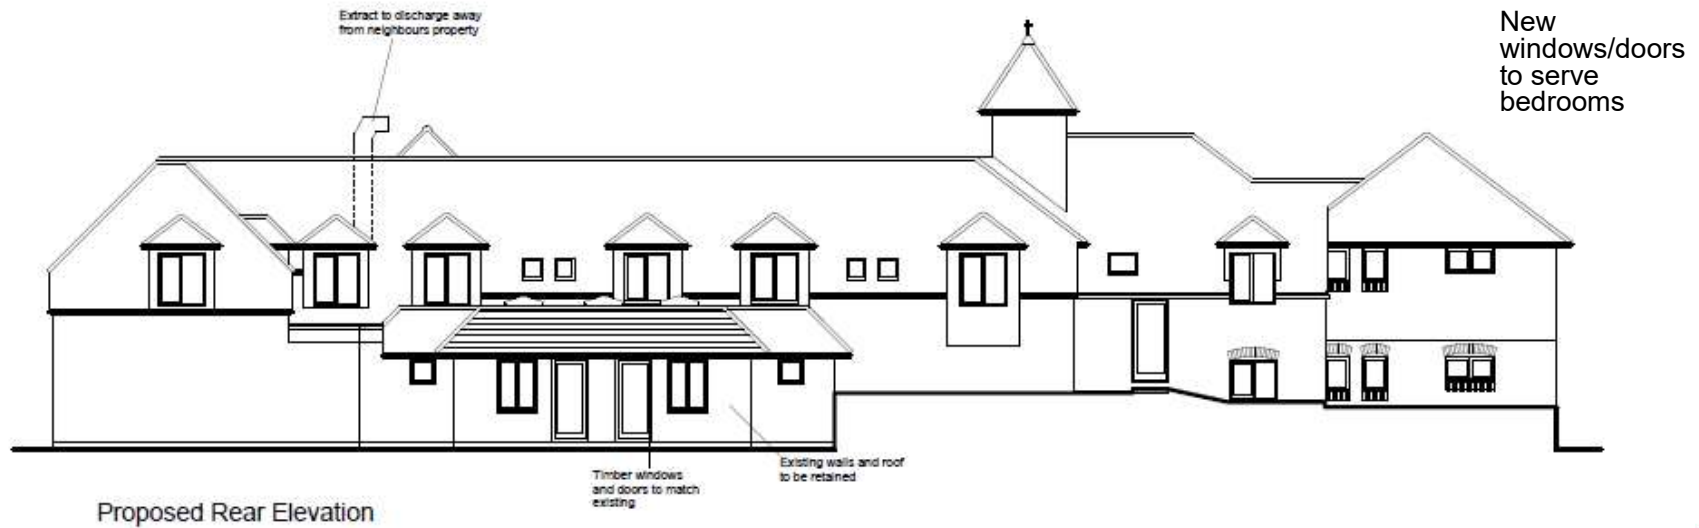 Extract to discharge away
from neighbours property
New
windows/doors
to serve
bedrooms
Timber windows
and doors to match
existing
Existing walls and roof
to be retained
Proposed Rear Elevation